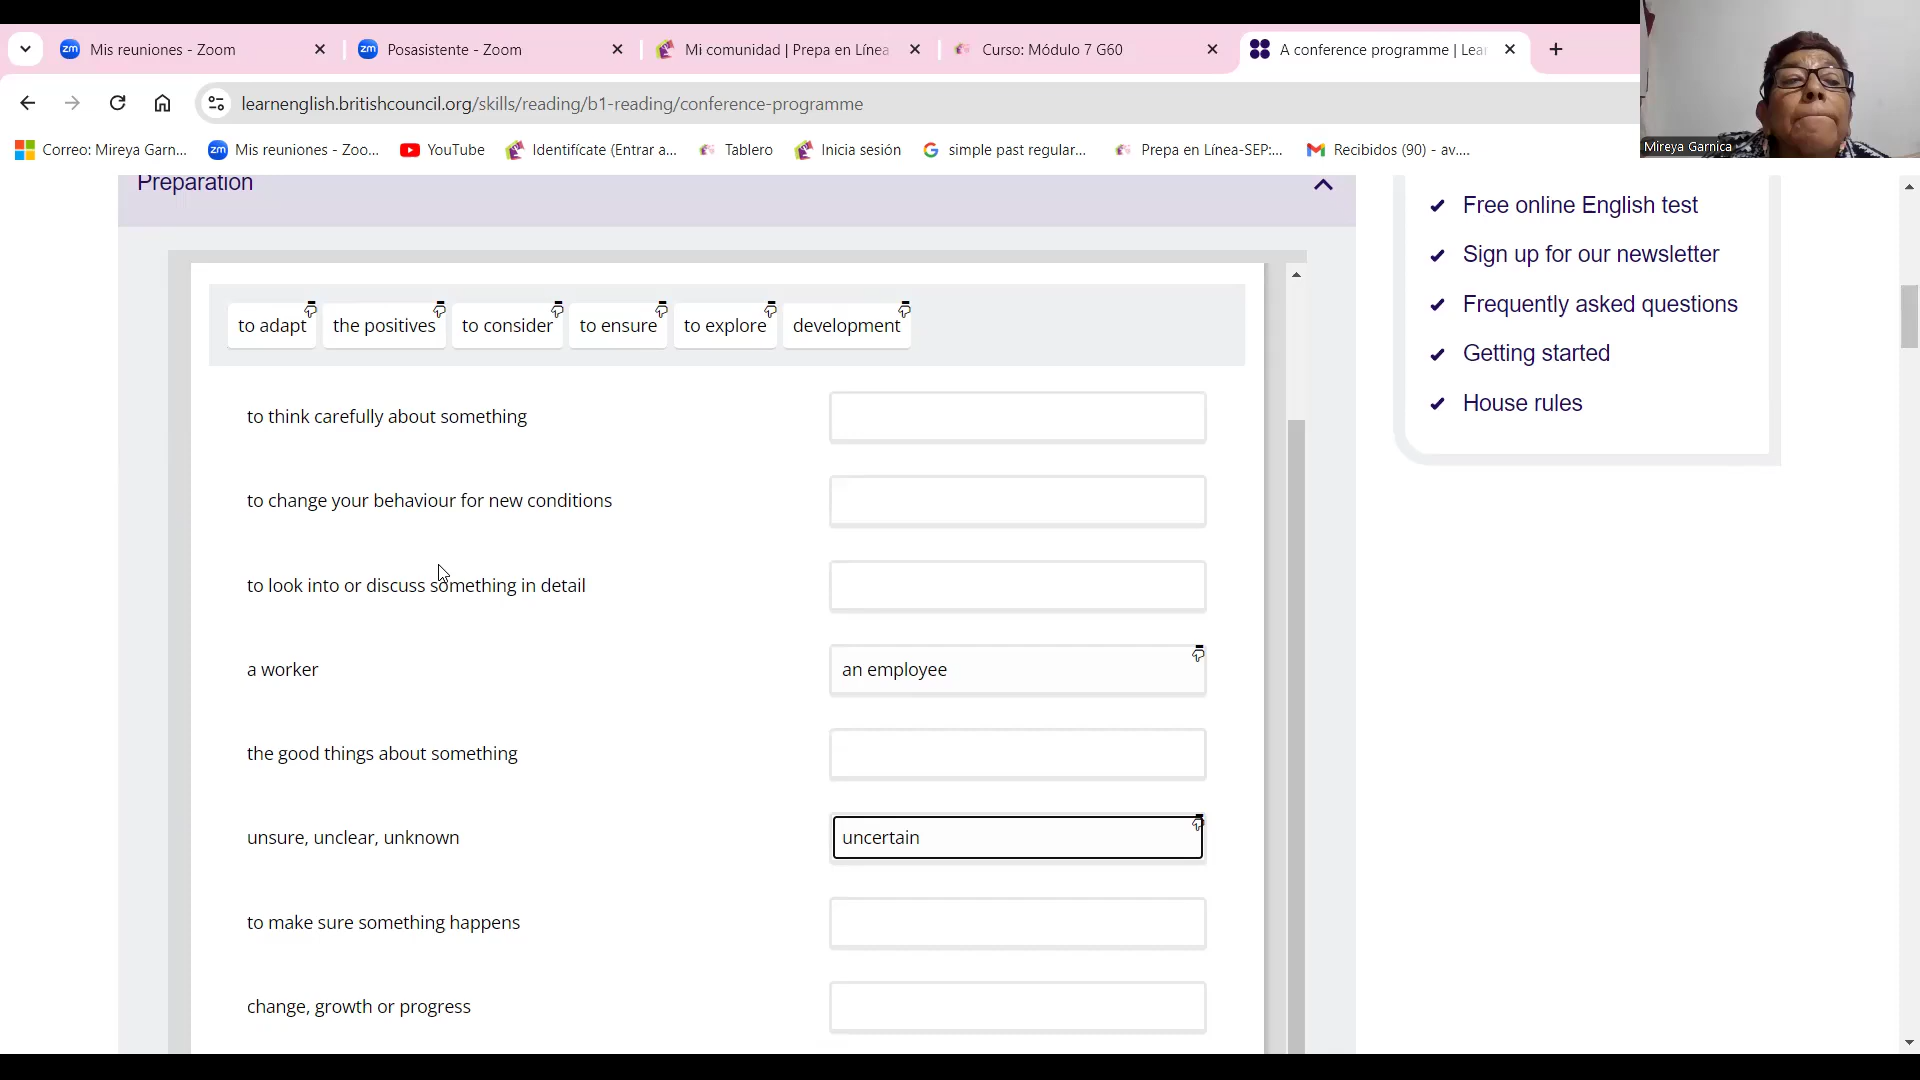 Mis reuniones - Zoom
Posasistente - Zoom
Mi comunidad | Prepa en Línea
Curso: Módulo 7 G60
A conference programme | Lea
learnenglish.britishcouncil.org/skills/reading/b1-reading/conference-programme
Correo: Mireya Garn...
Mis reuniones - Zoo...
YouTube
Identifícate (Entrar a...
Tablero
Inicia sesión
simple past regular...
Prepa en Línea-SEP:...
Recibidos (90) - av....
Mireya Garnica
Preparation
to adapt
the positives
to consider
to ensure
to explore
development
to think carefully about something
to change your behaviour for new conditions
to look into or discuss something in detail
a worker
an employee
the good things about something
unsure, unclear, unknown
uncertain
to make sure something happens
change, growth or progress
Free online English test
Sign up for our newsletter
Frequently asked questions
Getting started
House rules